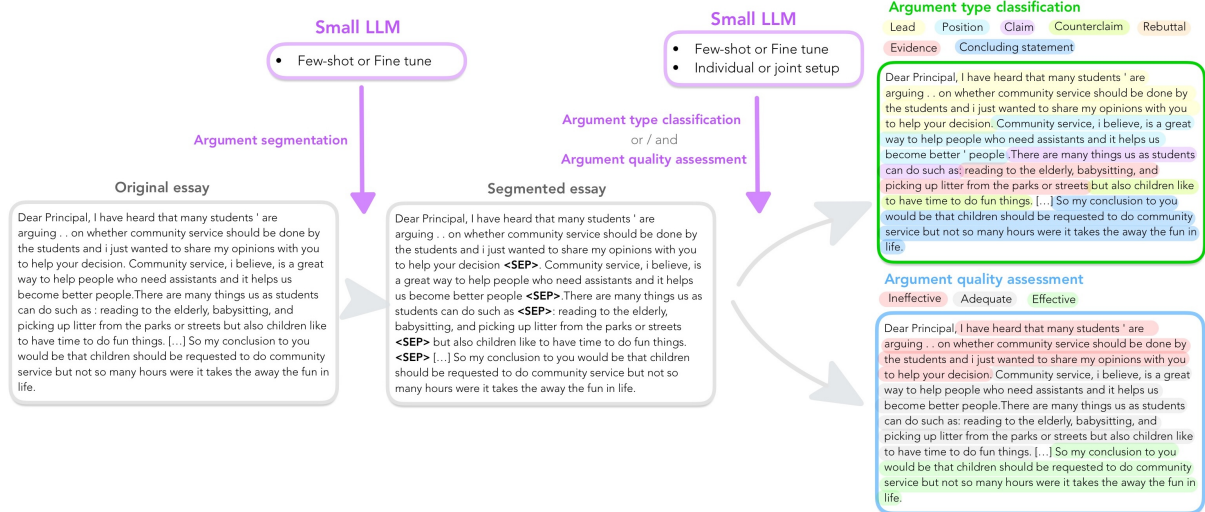 Small LLM
• Few-shot or Fine tune
Argument segmentation
Original essay
Dear Principal, I have heard that many students ' are
arguing . . on whether community service should be done by
the students and i just wanted to share my opinions with you
to help your decision. Community service, i believe, is a great
way to help people who need assistants and it helps us
become better people.There are many things us as students
can do such as : reading to the elderly, babysitting, and
picking up litter from the parks or streets but also children like
to have time to do fun things. [...] So my conclusion to you
would be that children should be requested to do community
service but not so many hours were it takes the away the fun in
life.
Small LLM
• Few-shot or Fine tune
• Individual or joint setup
Argument type classification
or / and
Argument quality assessment
Segmented essay
Dear Principal, I have heard that many students ' are
arguing . . on whether community service should be done by
the students and i just wanted to share my opinions with you
to help your decision <SEP>. Community service, i believe, is
a great way to help people who need assistants and it helps
us become better people <SEP>.There are many things us as
students can do such as <SEP>: reading to the elderly,
babysitting, and picking up litter from the parks or streets
<SEP> but also children like to have time to do fun things.
<SEP> [...] So my conclusion to you would be that children
should be requested to do community service but not so
many hours were it takes the away the fun in life.
Argument type classification
Lead Position Claim Counterclaim Rebuttal
Evidence Concluding statement
Dear Principal, I have heard that many students ' are
arguing . . on whether community service should be done by
the students and i just wanted to share my opinions with you
to help your decision. Community service, i believe, is a great
way to help people who need assistants and it helps us
become better ' people .There are many things us as students
can do such as: reading to the elderly, babysitting, and
picking up litter from the parks or streets but also children like
to have time to do fun things. [...] So my conclusion to you
would be that children should be requested to do community
service but not so many hours were it takes the away the fun in
life.
Argument quality assessment
Ineffective Adequate Effective
Dear Principal, I have heard that many students ' are
arguing . . on whether community service should be done by
the students and i just wanted to share my opinions with you
to help your decision. Community service, i believe, is a great
way to help people who need assistants and it helps us
become better people.There are many things us as students
can do such as: reading to the elderly, babysitting, and
picking up litter from the parks or streets but also children like
to have time to do fun things. [...] So my conclusion to you
would be that children should be requested to do community
service but not so many hours were it takes the away the fun in
life.